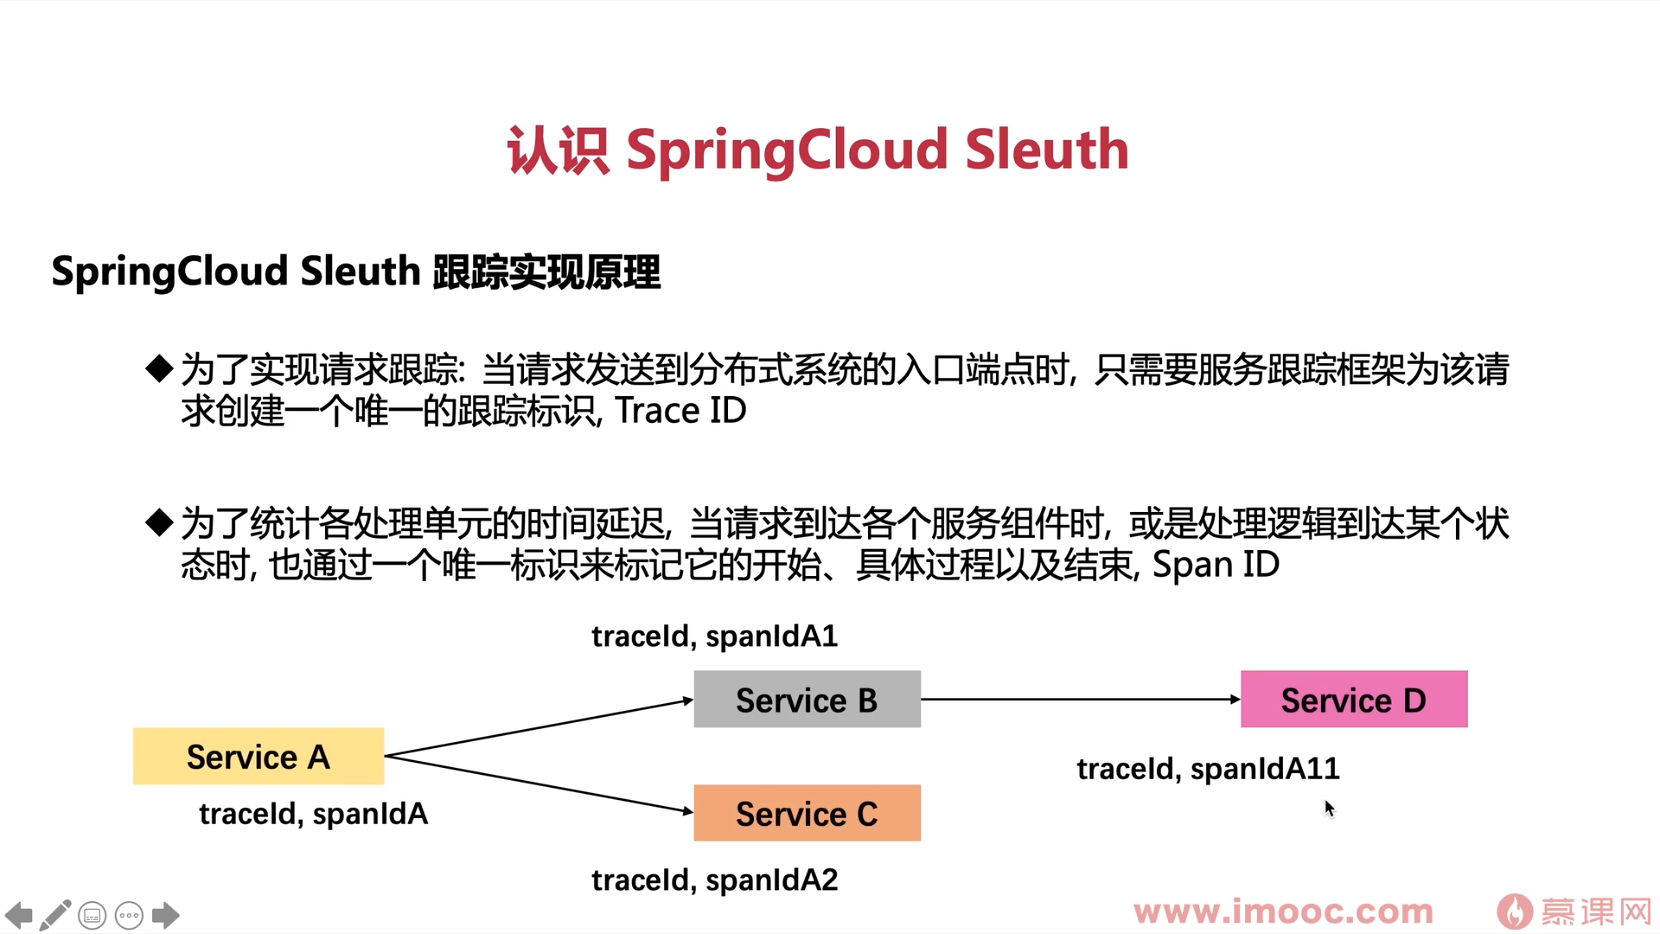 认识 SpringCloud Sleuth
SpringCloud Sleuth 跟踪实现原理
◆为了实现请求跟踪: 当请求发送到分布式系统的入口端点时, 只需要服务跟踪框架为该请
求创建一个唯一的跟踪标识, Trace ID
◆为了统计各处理单元的时间延迟, 当请求到达各个服务组件时, 或是处理逻辑到达某个状
态时, 也通过一个唯一标识来标记它的开始、具体过程以及结束, Span ID
traceId, spanIdA1
Service B
Service D
Service A
traceId, spanIdA11
traceId, spanIdA
Service C
traceId, spanIdA2
www.imooc.com
慕课网